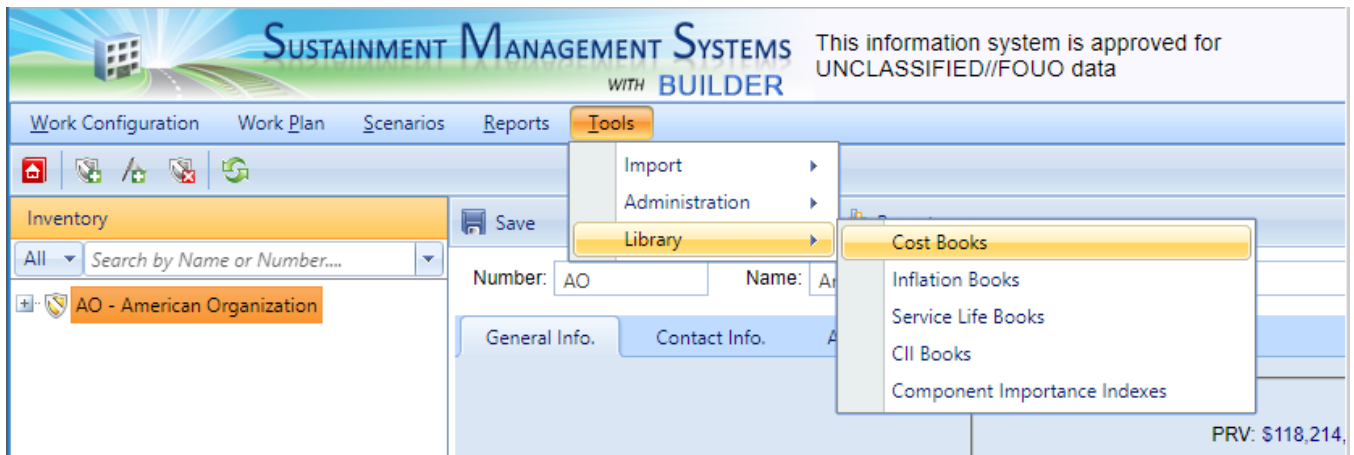 SUSTAINMENT MANAGEMENT SYSTEMS
WITH BUILDER
This information system is approved for
UNCLASSIFIED//FOUO data
Work Configuration Work Plan Scenarios Reports Tools
Import
Administration
Library
Inventory
Save
Cost Books
All Search by Name or Number....
Number: AO Name:
Inflation Books
AO - American Organization
Service Life Books
General Info. Contact Info.
CII Books
Component Importance Indexes
PRV: $118,214,